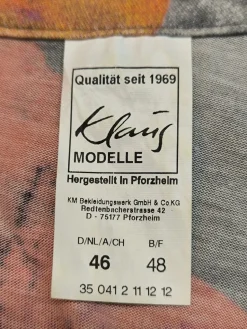 Qualität seit 1969
Klaus
MODELLE
Hergestellt in Pforzheim
KM Bekleidungswerk GmbH & Co.KG
Redtenbacherstrasse 42
D - 75177 Pforzheim
D/NL/A/CH B/F
46 48
35 041 2 11 12 12